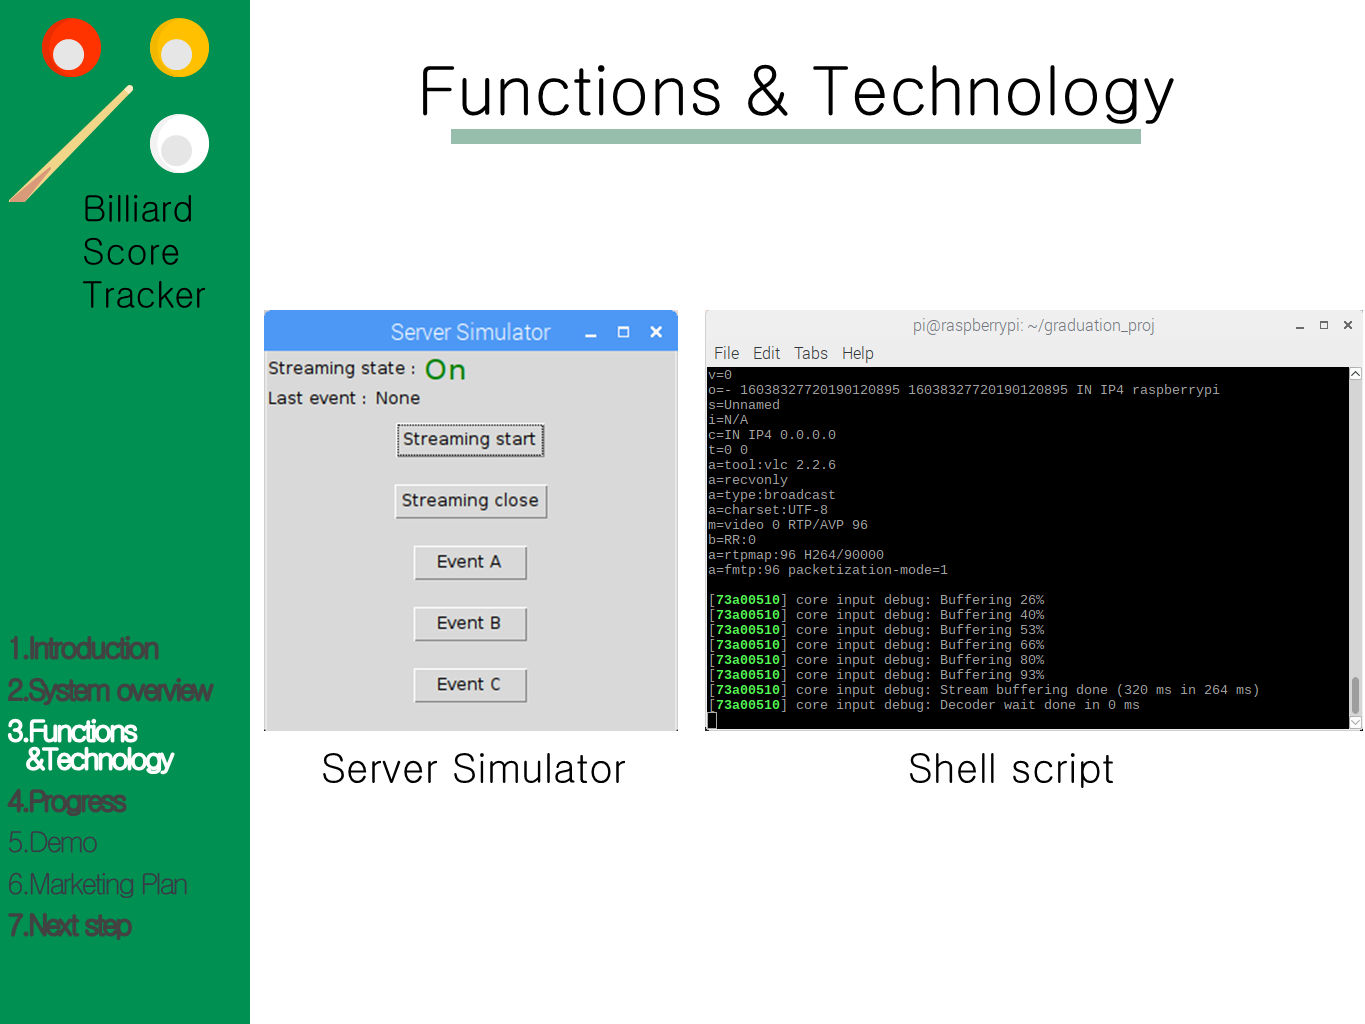 Billiard
Score
Tracker
1.Introduction
2.System overview
3.Functions
&Technology
4.Progress
5.Demo
6.Marketing Plan
7.Next step
Functions & Technology
Server Simulator
Streaming state : On
Last event : None
Streaming start
Streaming close
Event A
Event B
Event C
Server Simulator
pi@raspberrypi: ~/graduation_proj
File Edit Tabs Help
v=0
o=- 16038327720190120895 16038327720190120895 IN IP4 raspberrypi
s=Unnamed
i=N/A
c=IN IP4 0.0.0.0
t=0 0
a=tool:vlc 2.2.6
a=recvonly
a=type:broadcast
a=charset:UTF-8
m=video 0 RTP/AVP 96
b=RR:0
a=rtpmap:96 H264/90000
a=fmtp:96 packetization-mode=1
[73a00510] core input debug: Buffering 26%
[73a00510] core input debug: Buffering 40%
[73a00510] core input debug: Buffering 53%
[73a00510] core input debug: Buffering 66%
[73a00510] core input debug: Buffering 80%
[73a00510] core input debug: Buffering 93%
[73a00510] core input debug: Stream buffering done (320 ms in 264 ms)
[73a00510] core input debug: Decoder wait done in 0 ms
Shell script